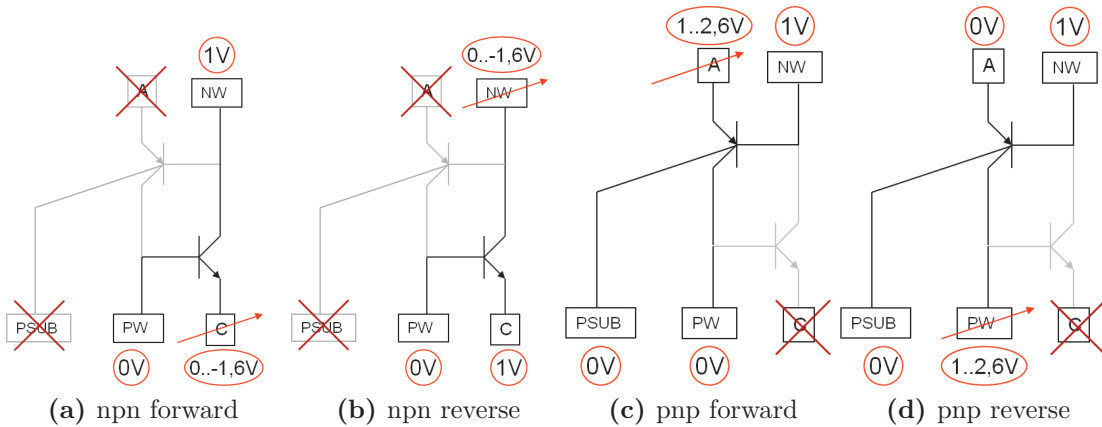 1V
A
NW
PSUB
PW
C
0V
0..-1,6V
(a) npn forward
0..-1,6V
A
NW
PSUB
PW
C
0V
1V
(b) npn reverse
1..2,6V
1V
A
NW
PSUB
PW
C
0V
0V
(c) pnp forward
0V
1V
A
NW
PSUB
PW
C
0V
1..2,6V
(d) pnp reverse